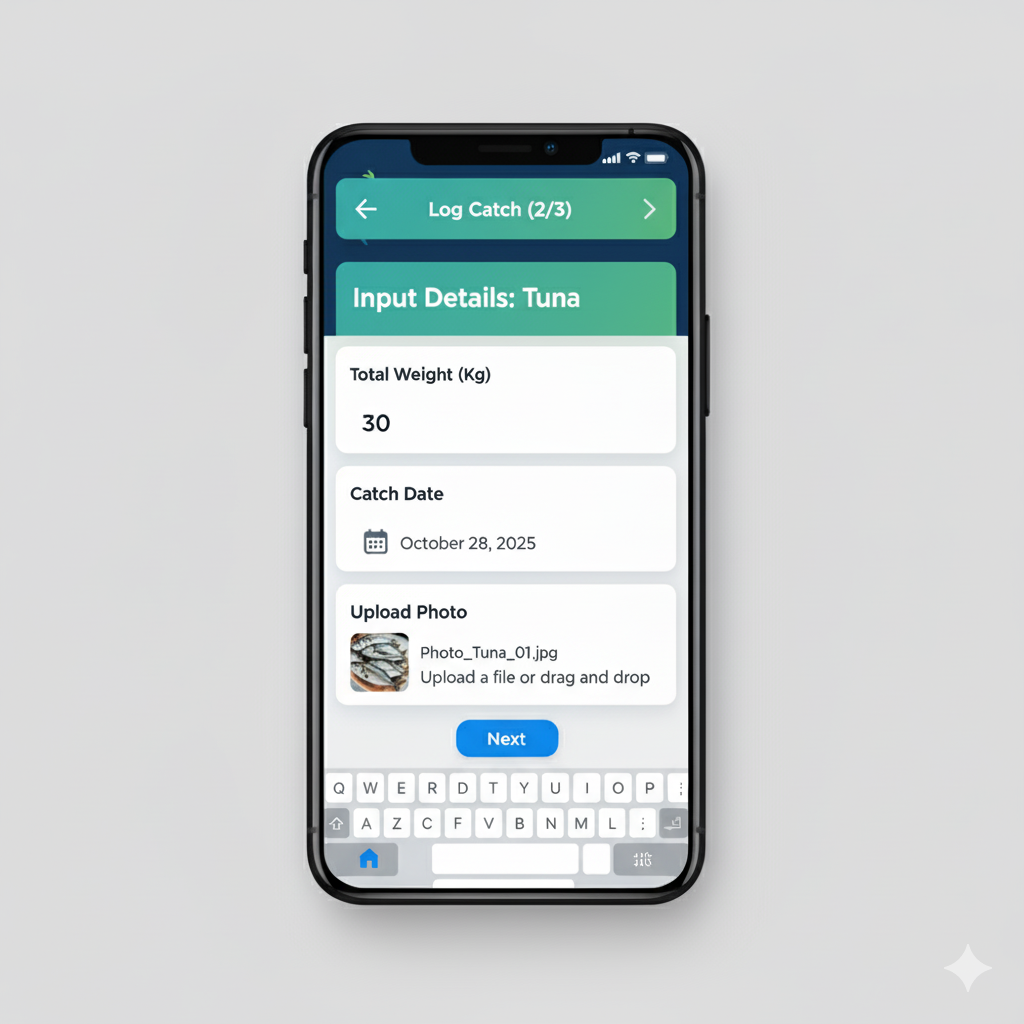 Log Catch (2/3)
Input Details: Tuna
Total Weight (Kg)
30
Catch Date
October 28, 2025
Upload Photo
Photo_Tuna_01.jpg
Upload a file or drag and drop
Next
Q W E R D T Y U I O P
A Z C F V B N M L